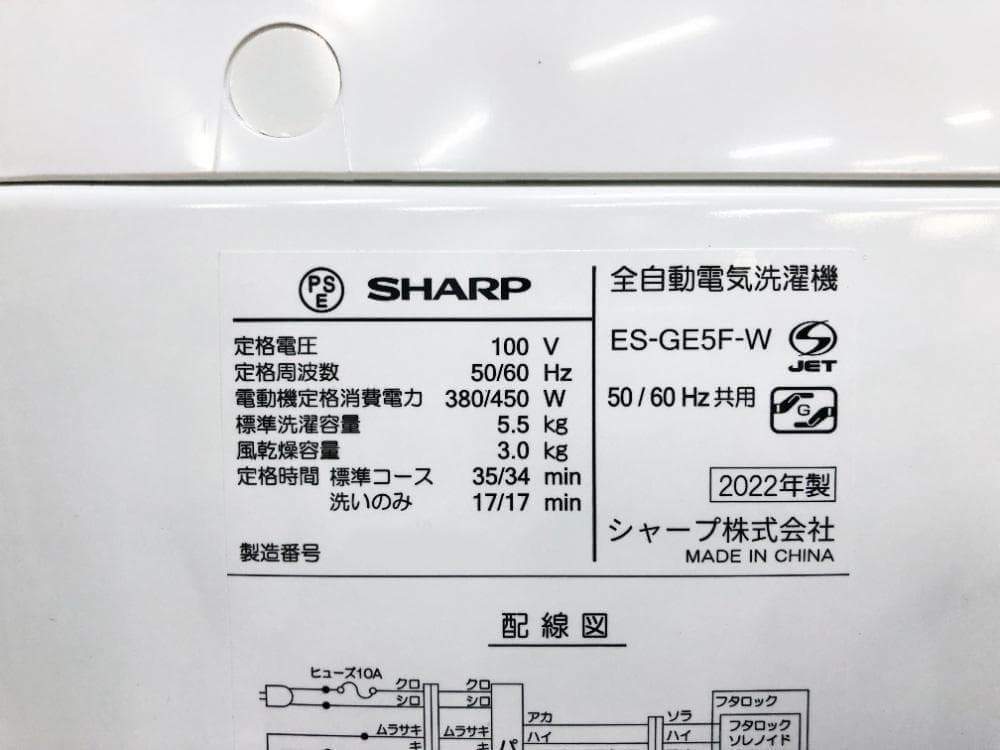 PSE SHARP
定格電圧 100 V
定格周波数 50/60 Hz
電動機定格消費電力 380/450 W
標準洗濯容量 5.5 kg
風乾燥容量 3.0 kg
定格時間 標準コース 35/34 min
洗いのみ 17/17 min
製造番号
全自動電気洗濯機
ES-GE5F-W
S JET
50/60 Hz 共用
G
2022年製
シャープ株式会社
MADE IN CHINA
配線図
ヒューズ10A クロ クロ
シロ シロ
フタロック
アカ ソラ
ムラサキ ムラサキ ハイ ハイ
フタロック
ソレノイド
キ キ
パ